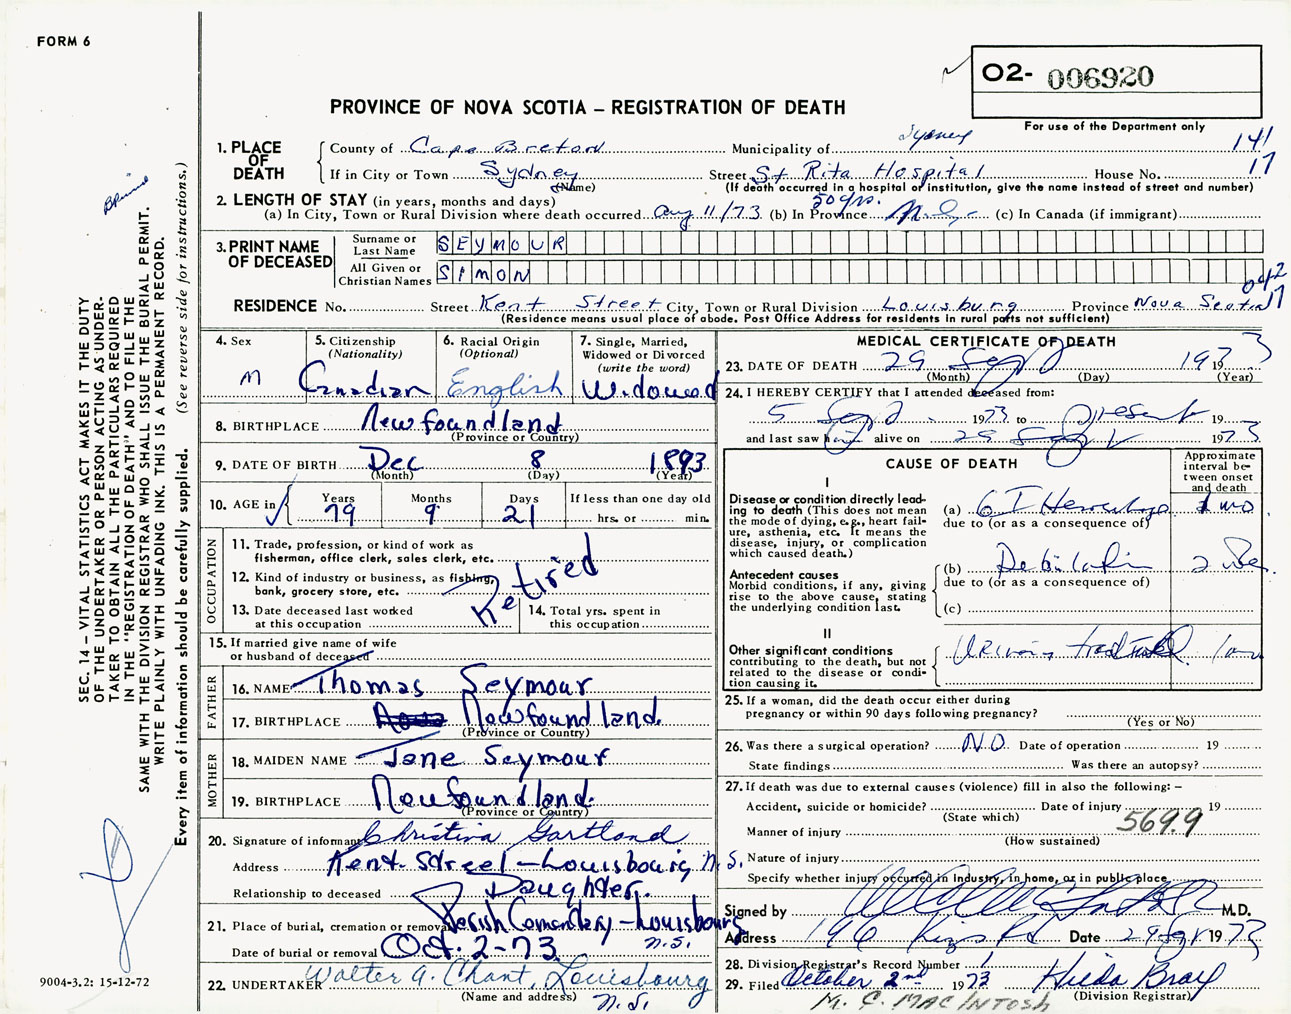 FORM 6
O2- 006920
PROVINCE OF NOVA SCOTIA – REGISTRATION OF DEATH
For use of the Department only
1. PLACE OF DEATH
County of Cape Breton Municipality of Sydney 141
If in City or Town Sydney Street St Rita Hospital House No. 17
(Name) (If death occurred in a hospital or institution, give the name instead of street and number)
2. LENGTH OF STAY (in years, months and days)
(a) In City, Town or Rural Division where death occurred Aug 11/73 (b) In Province 50 yrs. (c) In Canada (if immigrant)
3. PRINT NAME OF DECEASED
Surname or Last Name SEYMOUR
All Given or Christian Names SIMON
RESIDENCE No. Street Kent Street City, Town or Rural Division Louisburg Province Nova Scotia 17
(Residence means usual place of abode. Post Office Address for residents in rural parts not sufficient)
4. Sex M
5. Citizenship (Nationality) Canadian
6. Racial Origin (Optional) English
7. Single, Married, Widowed or Divorced (write the word) Widowed
8. BIRTHPLACE Newfoundland
(Province or Country)
9. DATE OF BIRTH Dec 8 1893
(Month) (Day) (Year)
10. AGE in Years 79 Months 9 Days 21 If less than one day old hrs. or min.
OCCUPATION
11. Trade, profession, or kind of work as fisherman, office clerk, sales clerk, etc.
12. Kind of industry or business, as fishing, bank, grocery store, etc.
Retired
13. Date deceased last worked at this occupation
14. Total yrs. spent in this occupation
15. If married give name of wife or husband of deceased
FATHER
16. NAME Thomas Seymour
17. BIRTHPLACE Newfoundland.
(Province or Country)
MOTHER
18. MAIDEN NAME Jane Seymour
19. BIRTHPLACE Newfoundland.
(Province or Country)
20. Signature of informant Christina Gartland
Address Kent Street – Louisbourg N.S.
Relationship to deceased Daughter.
21. Place of burial, cremation or removal Parish Cemetary – Louisbourg N.S.
Date of burial or removal Oct. 2-73
22. UNDERTAKER Walter A. Chant, Louisbourg N.S.
(Name and address)
MEDICAL CERTIFICATE OF DEATH
23. DATE OF DEATH 29 Sept 1973
(Month) (Day) (Year)
24. I HEREBY CERTIFY that I attended deceased from:
5 Sept 1973 to present 19
and last saw him alive on 29 Sept 1973
CAUSE OF DEATH
Approximate interval between onset and death
I
Disease or condition directly leading to death (This does not mean the mode of dying, e.g., heart failure, asthenia, etc. It means the disease, injury, or complication which caused death.)
(a) GI Hemorrhage 1 mo
due to (or as a consequence of)
Antecedent causes
Morbid conditions, if any, giving rise to the above cause, stating the underlying condition last.
(b) 2
due to (or as a consequence of)
(c)
II
Other significant conditions contributing to the death, but not related to the disease or condition causing it.
Urinary
25. If a woman, did the death occur either during pregnancy or within 90 days following pregnancy?
(Yes or No)
26. Was there a surgical operation? NO Date of operation 19
State findings Was there an autopsy?
27. If death was due to external causes (violence) fill in also the following: –
Accident, suicide or homicide? Date of injury 19
(State which)
Manner of injury 569.9
(How sustained)
Nature of injury
Specify whether injury occurred in Industry, in home, or in public place
Signed by M.D.
Address 196 Kings Rd Date 29 Sept 1973
28. Division Registrar's Record Number
29. Filed October 2nd 1973 Hilda Bray
(Division Registrar)
M. C. MACINTOSH
SEC. 14 – VITAL STATISTICS ACT MAKES IT THE DUTY
OF THE UNDERTAKER OR PERSON ACTING AS UNDER-
TAKER TO OBTAIN ALL THE PARTICULARS REQUIRED
IN THE "REGISTRATION OF DEATH" AND TO FILE THE
SAME WITH THE DIVISION REGISTRAR WHO SHALL ISSUE THE BURIAL PERMIT.
WRITE PLAINLY WITH UNFADING INK. THIS IS A PERMANENT RECORD.
Every item of information should be carefully supplied. (See reverse side for instructions.)
9004-3.2: 15-12-72